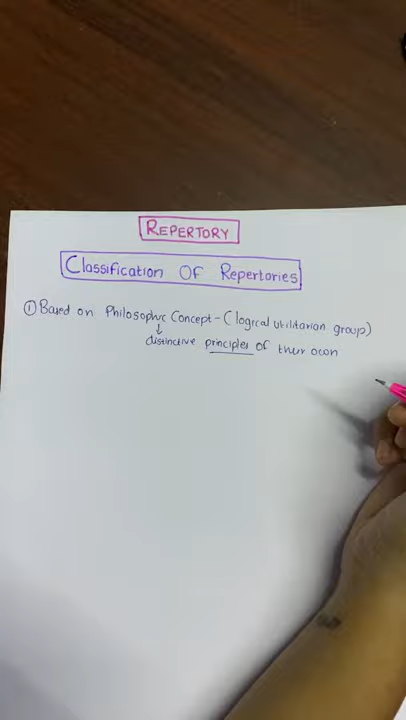 REPERTORY
Classification OF Repertories
① Based on Philosophic Concept - (logical utilitarian group)
↓
distinctive principles of their own